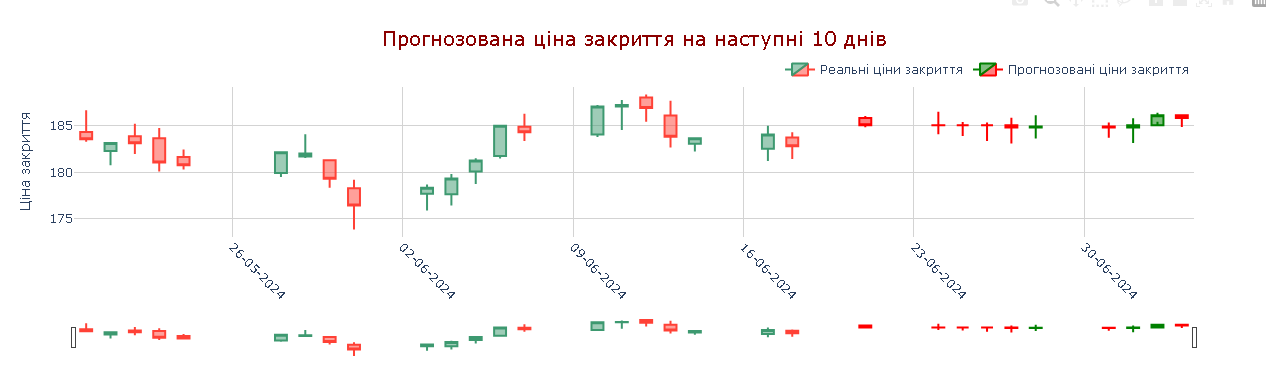 Прогнозована ціна закриття на наступні 10 днів
Реальні ціни закриття
Прогнозовані ціни закриття
Ціна закриття
185
180
175
26-05-2024
02-06-2024
09-06-2024
16-06-2024
23-06-2024
30-06-2024